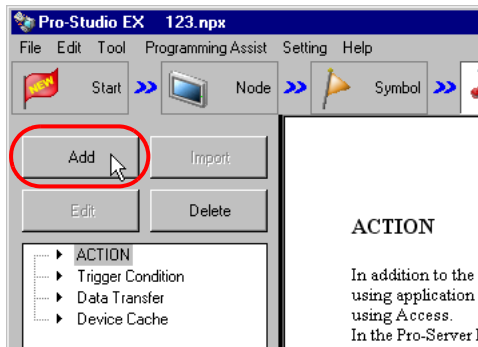 Pro-Studio EX 123.npx
File Edit Tool Programming Assist Setting Help
NEW Start Node Symbol
Add Import
Edit Delete
ACTION
Trigger Condition
Data Transfer
Device Cache
ACTION
In addition to the
using application
using Access.
In the Pro-Server